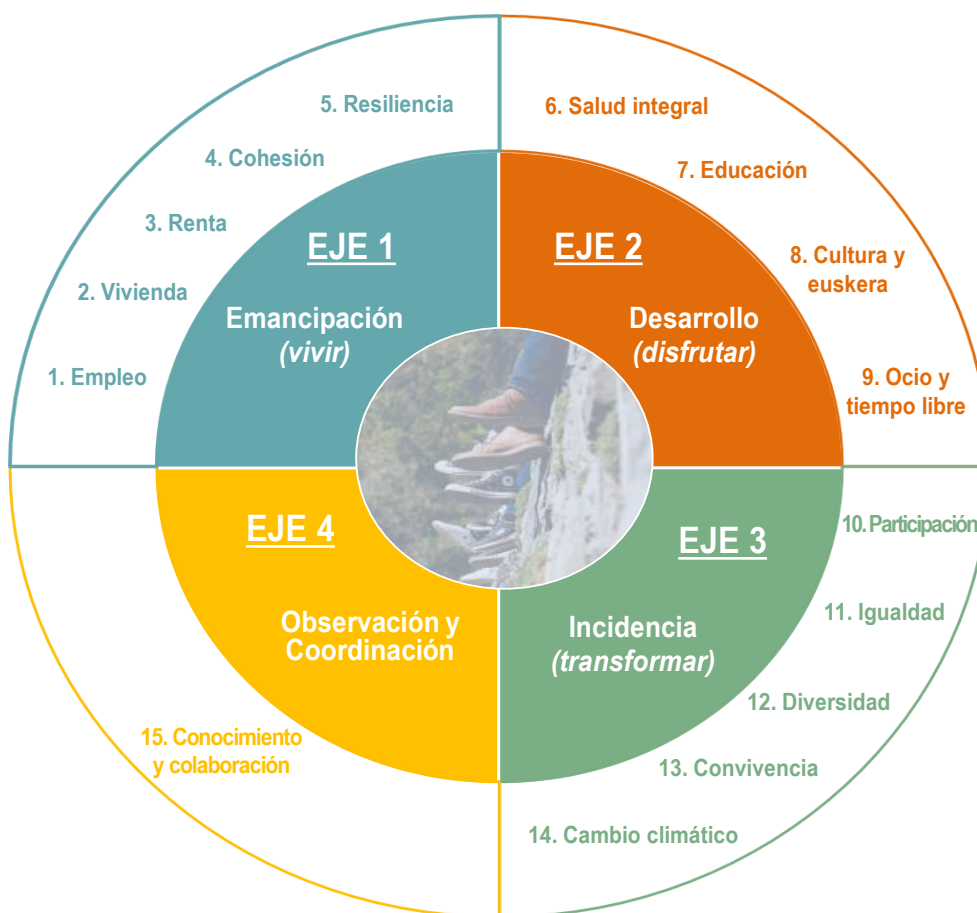 EJE 1
Emancipación
(vivir)
1. Empleo
2. Vivienda
3. Renta
4. Cohesión
5. Resiliencia
EJE 2
Desarrollo
(disfrutar)
6. Salud integral
7. Educación
8. Cultura y
euskera
9. Ocio y
tiempo libre
EJE 3
Incidencia
(transformar)
10. Participación
11. Igualdad
12. Diversidad
13. Convivencia
14. Cambio climático
EJE 4
Observación y
Coordinación
15. Conocimiento
y colaboración